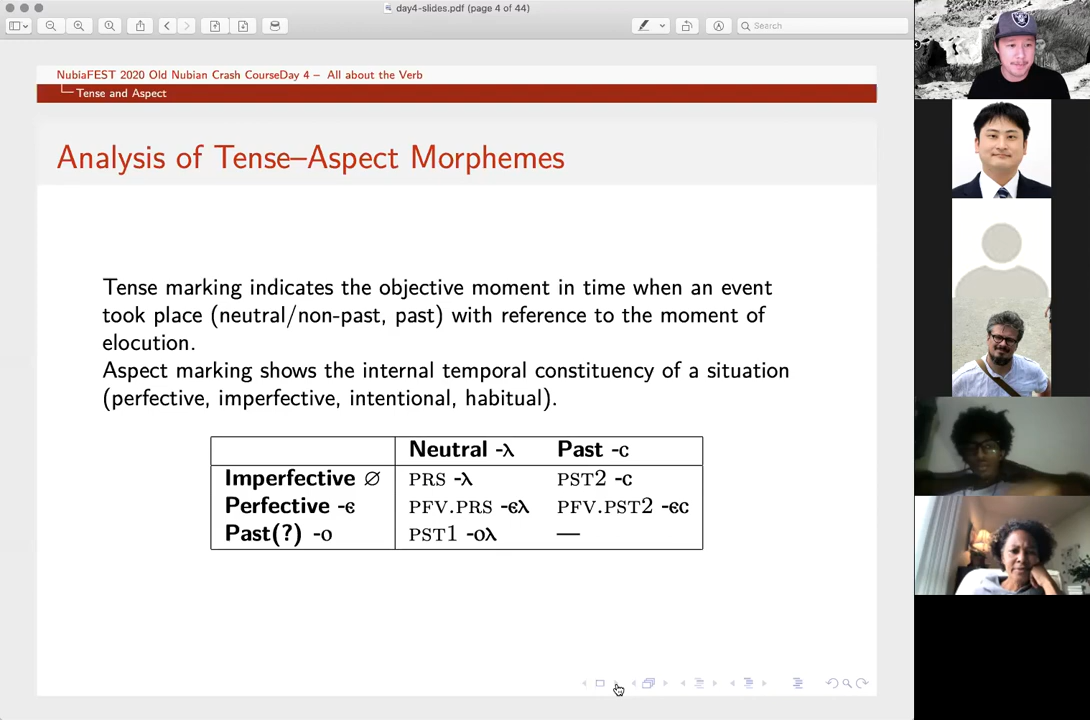 day4-slides.pdf (page 4 of 44)
Search
NubiaFEST 2020 Old Nubian Crash CourseDay 4 – All about the Verb
Tense and Aspect
Analysis of Tense–Aspect Morphemes
Tense marking indicates the objective moment in time when an event
took place (neutral/non-past, past) with reference to the moment of
elocution.
Aspect marking shows the internal temporal constituency of a situation
(perfective, imperfective, intentional, habitual).
Neutral -ⲗ Past -ⲥ
Imperfective ∅ PRS -ⲗ PST2 -ⲥ
Perfective -ⲉ PFV.PRS -ⲉⲗ PFV.PST2 -ⲉⲥ
Past(?) -ⲟ PST1 -ⲟⲗ —